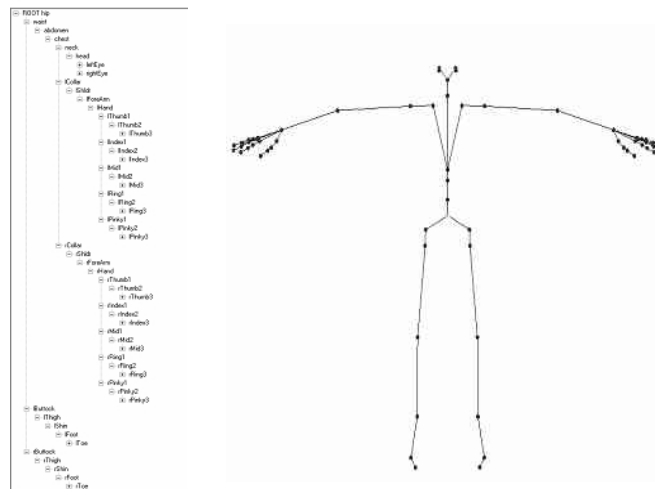 ROOT hip
waist
abdomen
chest
neck
head
leftEye
rightEye
lCollar
lShldr
lForeArm
lHand
lThumb1
lThumb2
lThumb3
lIndex1
lIndex2
lIndex3
lMid1
lMid2
lMid3
lRing1
lRing2
lRing3
lPinky1
lPinky2
lPinky3
rCollar
rShldr
rForeArm
rHand
rThumb1
rThumb2
rThumb3
rIndex1
rIndex2
rIndex3
rMid1
rMid2
rMid3
rRing1
rRing2
rRing3
rPinky1
rPinky2
rPinky3
lButtock
lThigh
lShin
lFoot
lToe
rButtock
rThigh
rShin
rFoot
rToe